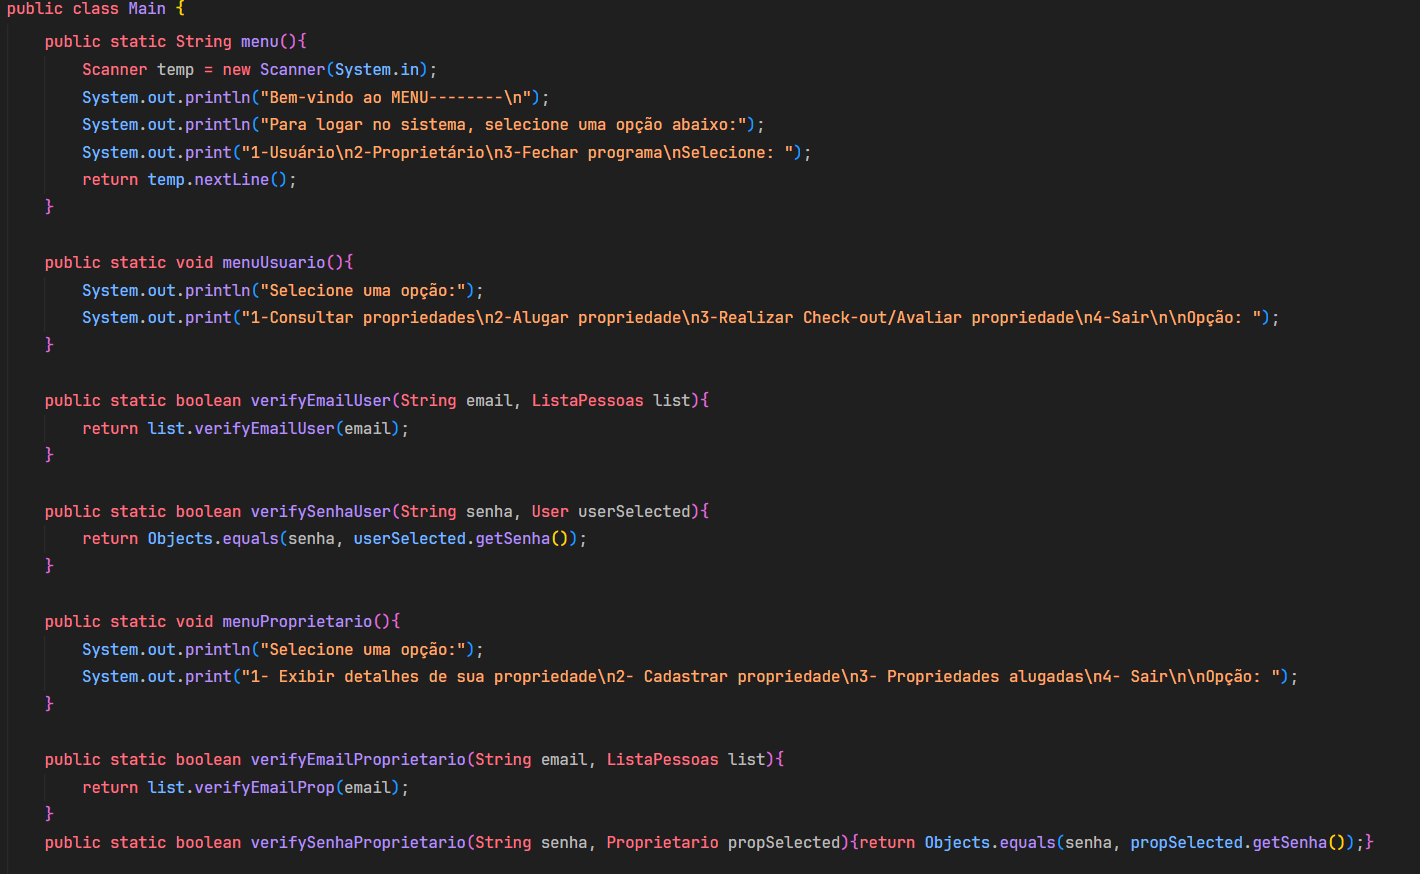 public class Main {
public static String menu(){
Scanner temp = new Scanner(System.in);
System.out.println("Bem-vindo ao MENU--------\n");
System.out.println("Para logar no sistema, selecione uma opção abaixo:");
System.out.print("1-Usuário\n2-Proprietário\n3-Fechar programa\nSelecione: ");
return temp.nextLine();
}
public static void menuUsuario(){
System.out.println("Selecione uma opção:");
System.out.print("1-Consultar propriedades\n2-Alugar propriedade\n3-Realizar Check-out/Avaliar propriedade\n4-Sair\n\nOpção: ");
}
public static boolean verifyEmailUser(String email, ListaPessoas list){
return list.verifyEmailUser(email);
}
public static boolean verifySenhaUser(String senha, User userSelected){
return Objects.equals(senha, userSelected.getSenha());
}
public static void menuProprietario(){
System.out.println("Selecione uma opção:");
System.out.print("1- Exibir detalhes de sua propriedade\n2- Cadastrar propriedade\n3- Propriedades alugadas\n4- Sair\n\nOpção: ");
}
public static boolean verifyEmailProprietario(String email, ListaPessoas list){
return list.verifyEmailProp(email);
}
public static boolean verifySenhaProprietario(String senha, Proprietario propSelected){return Objects.equals(senha, propSelected.getSenha());}